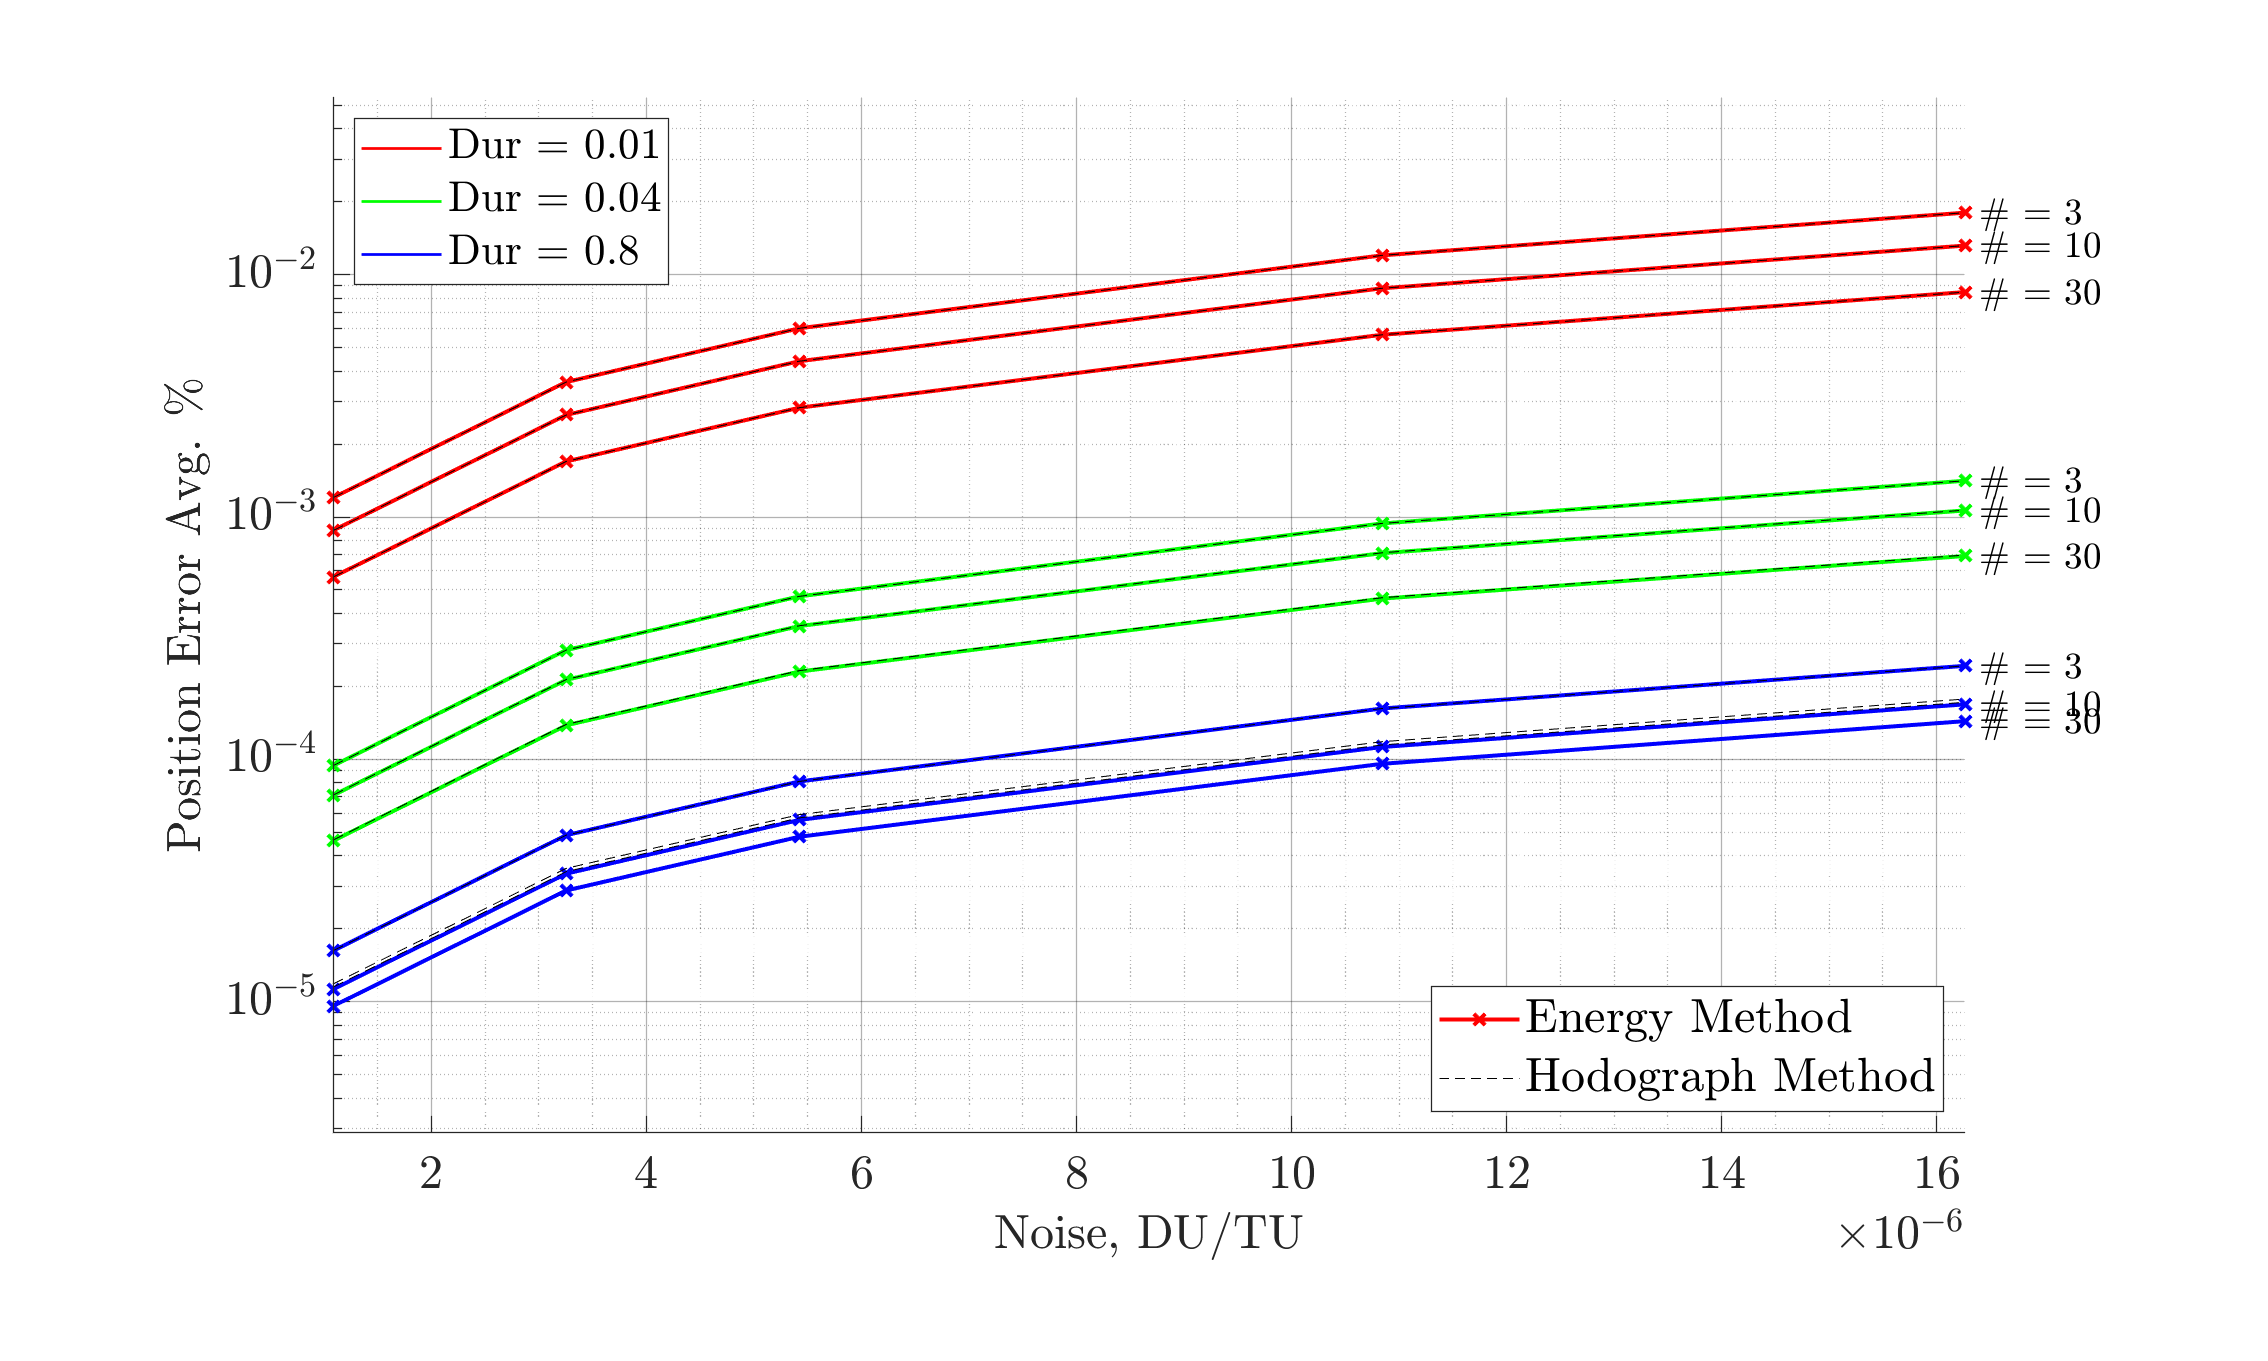 Dur = 0.01
Dur = 0.04
Dur = 0.8
10⁻²
10⁻³
10⁻⁴
10⁻⁵
Position Error Avg. %
# = 3
# = 10
# = 30
# = 3
# = 10
# = 30
# = 3
# = 10
# = 30
Energy Method
Hodograph Method
2 4 6 8 10 12 14 16
Noise, DU/TU
×10⁻⁶